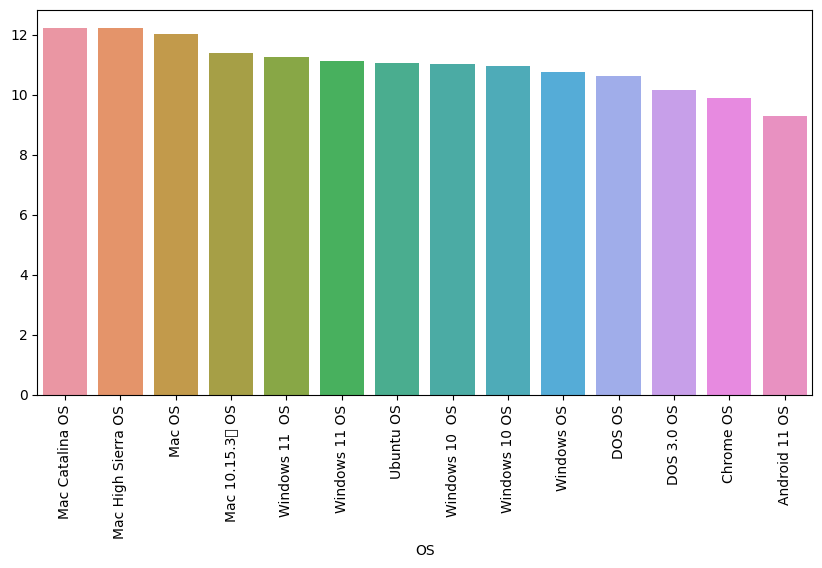 12
10
8
6
4
2
0
Mac Catalina OS
Mac High Sierra OS
Mac OS
Mac 10.15.3▯ OS
Windows 11  OS
Windows 11 OS
Ubuntu OS
Windows 10  OS
Windows 10 OS
Windows OS
DOS OS
DOS 3.0 OS
Chrome OS
Android 11 OS
OS